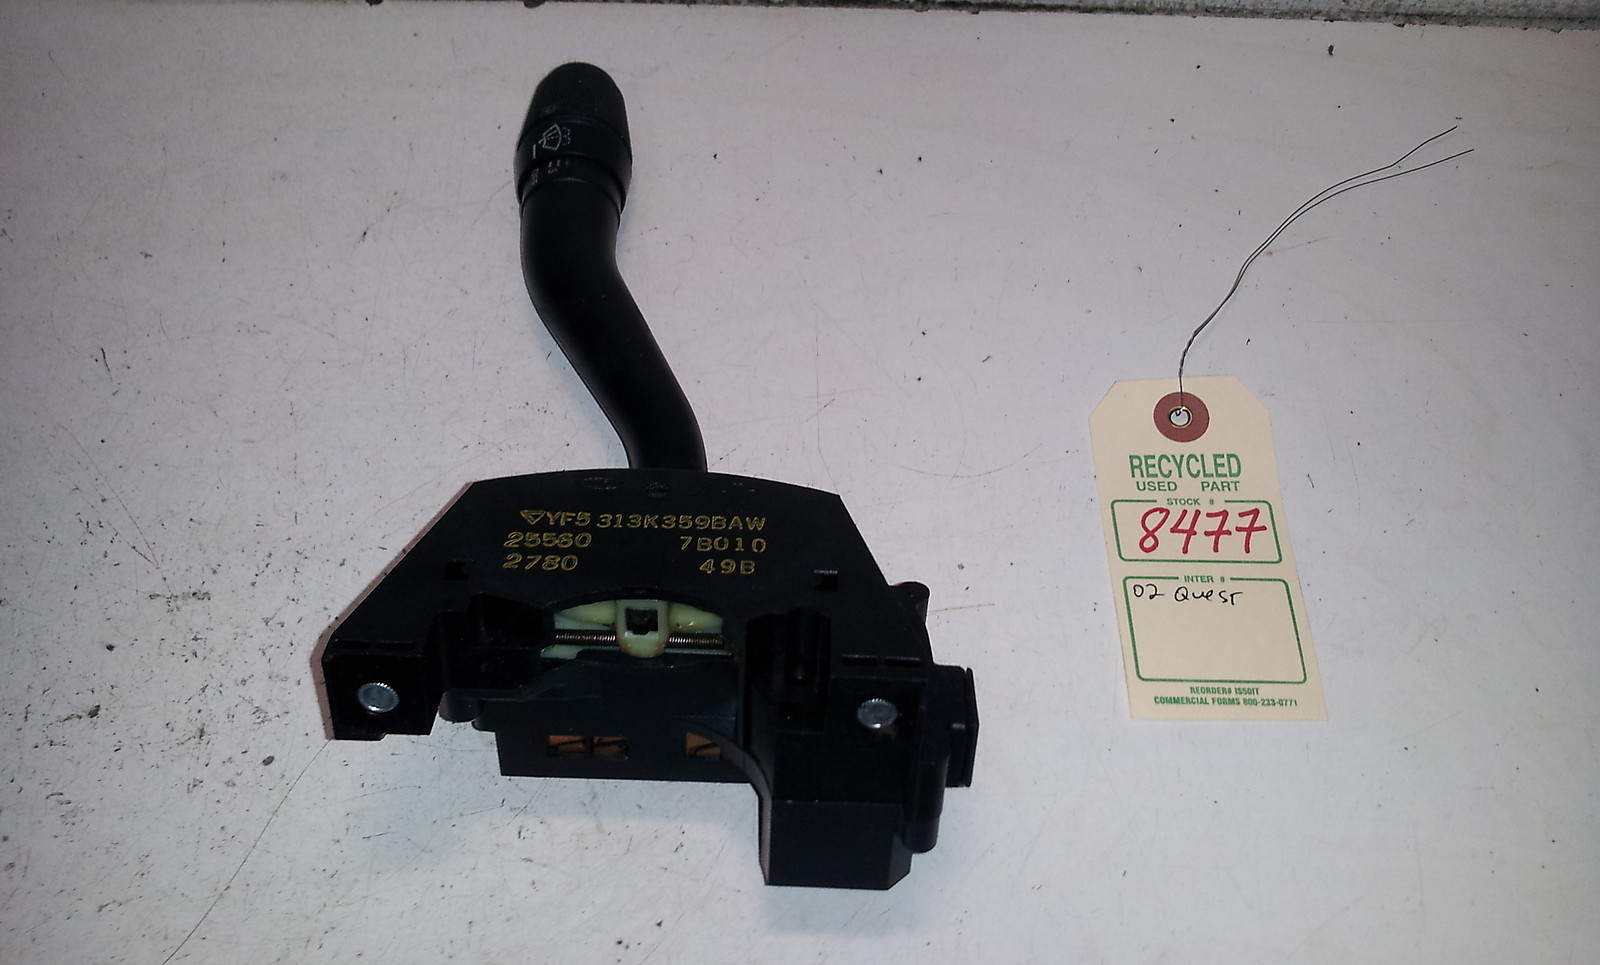 YF5 313K359BAW
25560 7B010
2780 49B
RECYCLED
USED PART
STOCK #
8477
INTER #
02 Quest
REORDER# IS50IT
COMMERCIAL FORMS 800-233-0771